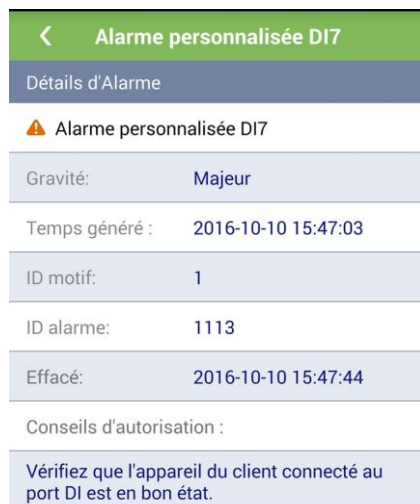 Alarme personnalisée DI7
Détails d'Alarme
Alarme personnalisée DI7
Gravité: Majeur
Temps généré : 2016-10-10 15:47:03
ID motif: 1
ID alarme: 1113
Effacé: 2016-10-10 15:47:44
Conseils d'autorisation :
Vérifiez que l'appareil du client connecté au
port DI est en bon état.